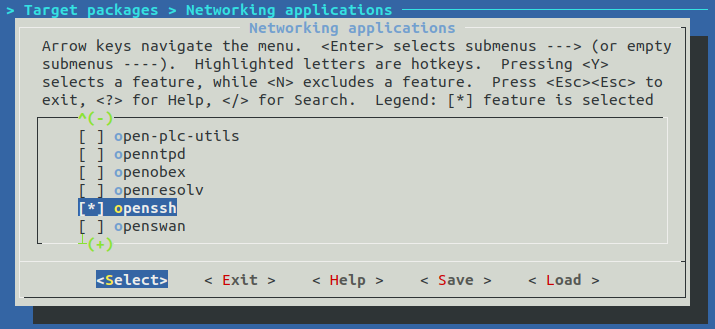 > Target packages > Networking applications
Networking applications
Arrow keys navigate the menu.  <Enter> selects submenus ---> (or empty
submenus ----).  Highlighted letters are hotkeys.  Pressing <Y>
selects a feature, while <N> excludes a feature.  Press <Esc><Esc> to
exit, <?> for Help, </> for Search.  Legend: [*] feature is selected
^(-)
[ ] open-plc-utils
[ ] openntpd
[ ] openobex
[ ] openresolv
[*] openssh
[ ] openswan
(+)
<Select>    < Exit >    < Help >    < Save >    < Load >